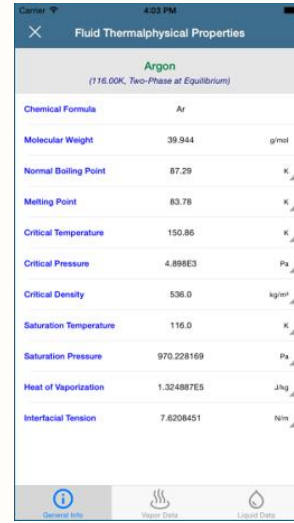 Carrier 4:03 PM
Fluid Thermalphysical Properties
Argon
(116.00K, Two-Phase at Equilibrium)
Chemical Formula Ar
Molecular Weight 39.944 g/mol
Normal Boiling Point 87.29 K
Melting Point 83.78 K
Critical Temperature 150.86 K
Critical Pressure 4.898E3 Pa
Critical Density 536.0 kg/m³
Saturation Temperature 116.0 K
Saturation Pressure 970.228169 Pa
Heat of Vaporization 1.324887E5 J/kg
Interfacial Tension 7.6208451 N/m
General Info Vapor Data Liquid Data